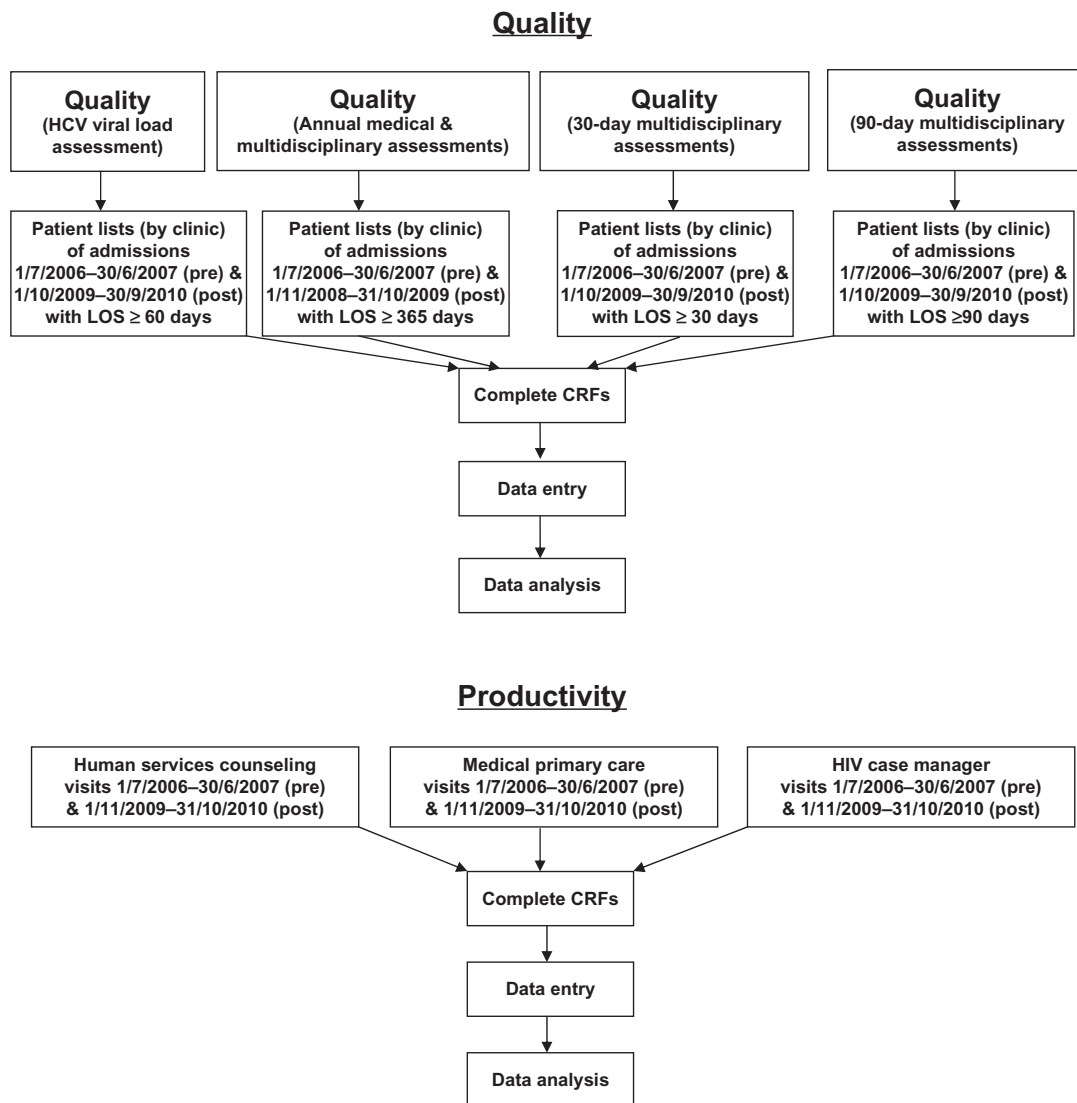 Quality
Quality
(HCV viral load
assessment)
Quality
(Annual medical &
multidisciplinary assessments)
Quality
(30-day multidisciplinary
assessments)
Quality
(90-day multidisciplinary
assessments)
Patient lists (by clinic)
of admissions
1/7/2006–30/6/2007 (pre) &
1/10/2009–30/9/2010 (post)
with LOS ≥ 60 days
Patient lists (by clinic)
of admissions
1/7/2006–30/6/2007 (pre) &
1/11/2008–31/10/2009 (post)
with LOS ≥ 365 days
Patient lists (by clinic)
of admissions
1/7/2006–30/6/2007 (pre) &
1/10/2009–30/9/2010 (post)
with LOS ≥ 30 days
Patient lists (by clinic)
of admissions
1/7/2006–30/6/2007 (pre) &
1/10/2009–30/9/2010 (post)
with LOS ≥90 days
Complete CRFs
Data entry
Data analysis
Productivity
Human services counseling
visits 1/7/2006–30/6/2007 (pre)
& 1/11/2009–31/10/2010 (post)
Medical primary care
visits 1/7/2006–30/6/2007 (pre)
& 1/11/2009–31/10/2010 (post)
HIV case manager
visits 1/7/2006–30/6/2007 (pre)
& 1/11/2009–31/10/2010 (post)
Complete CRFs
Data entry
Data analysis